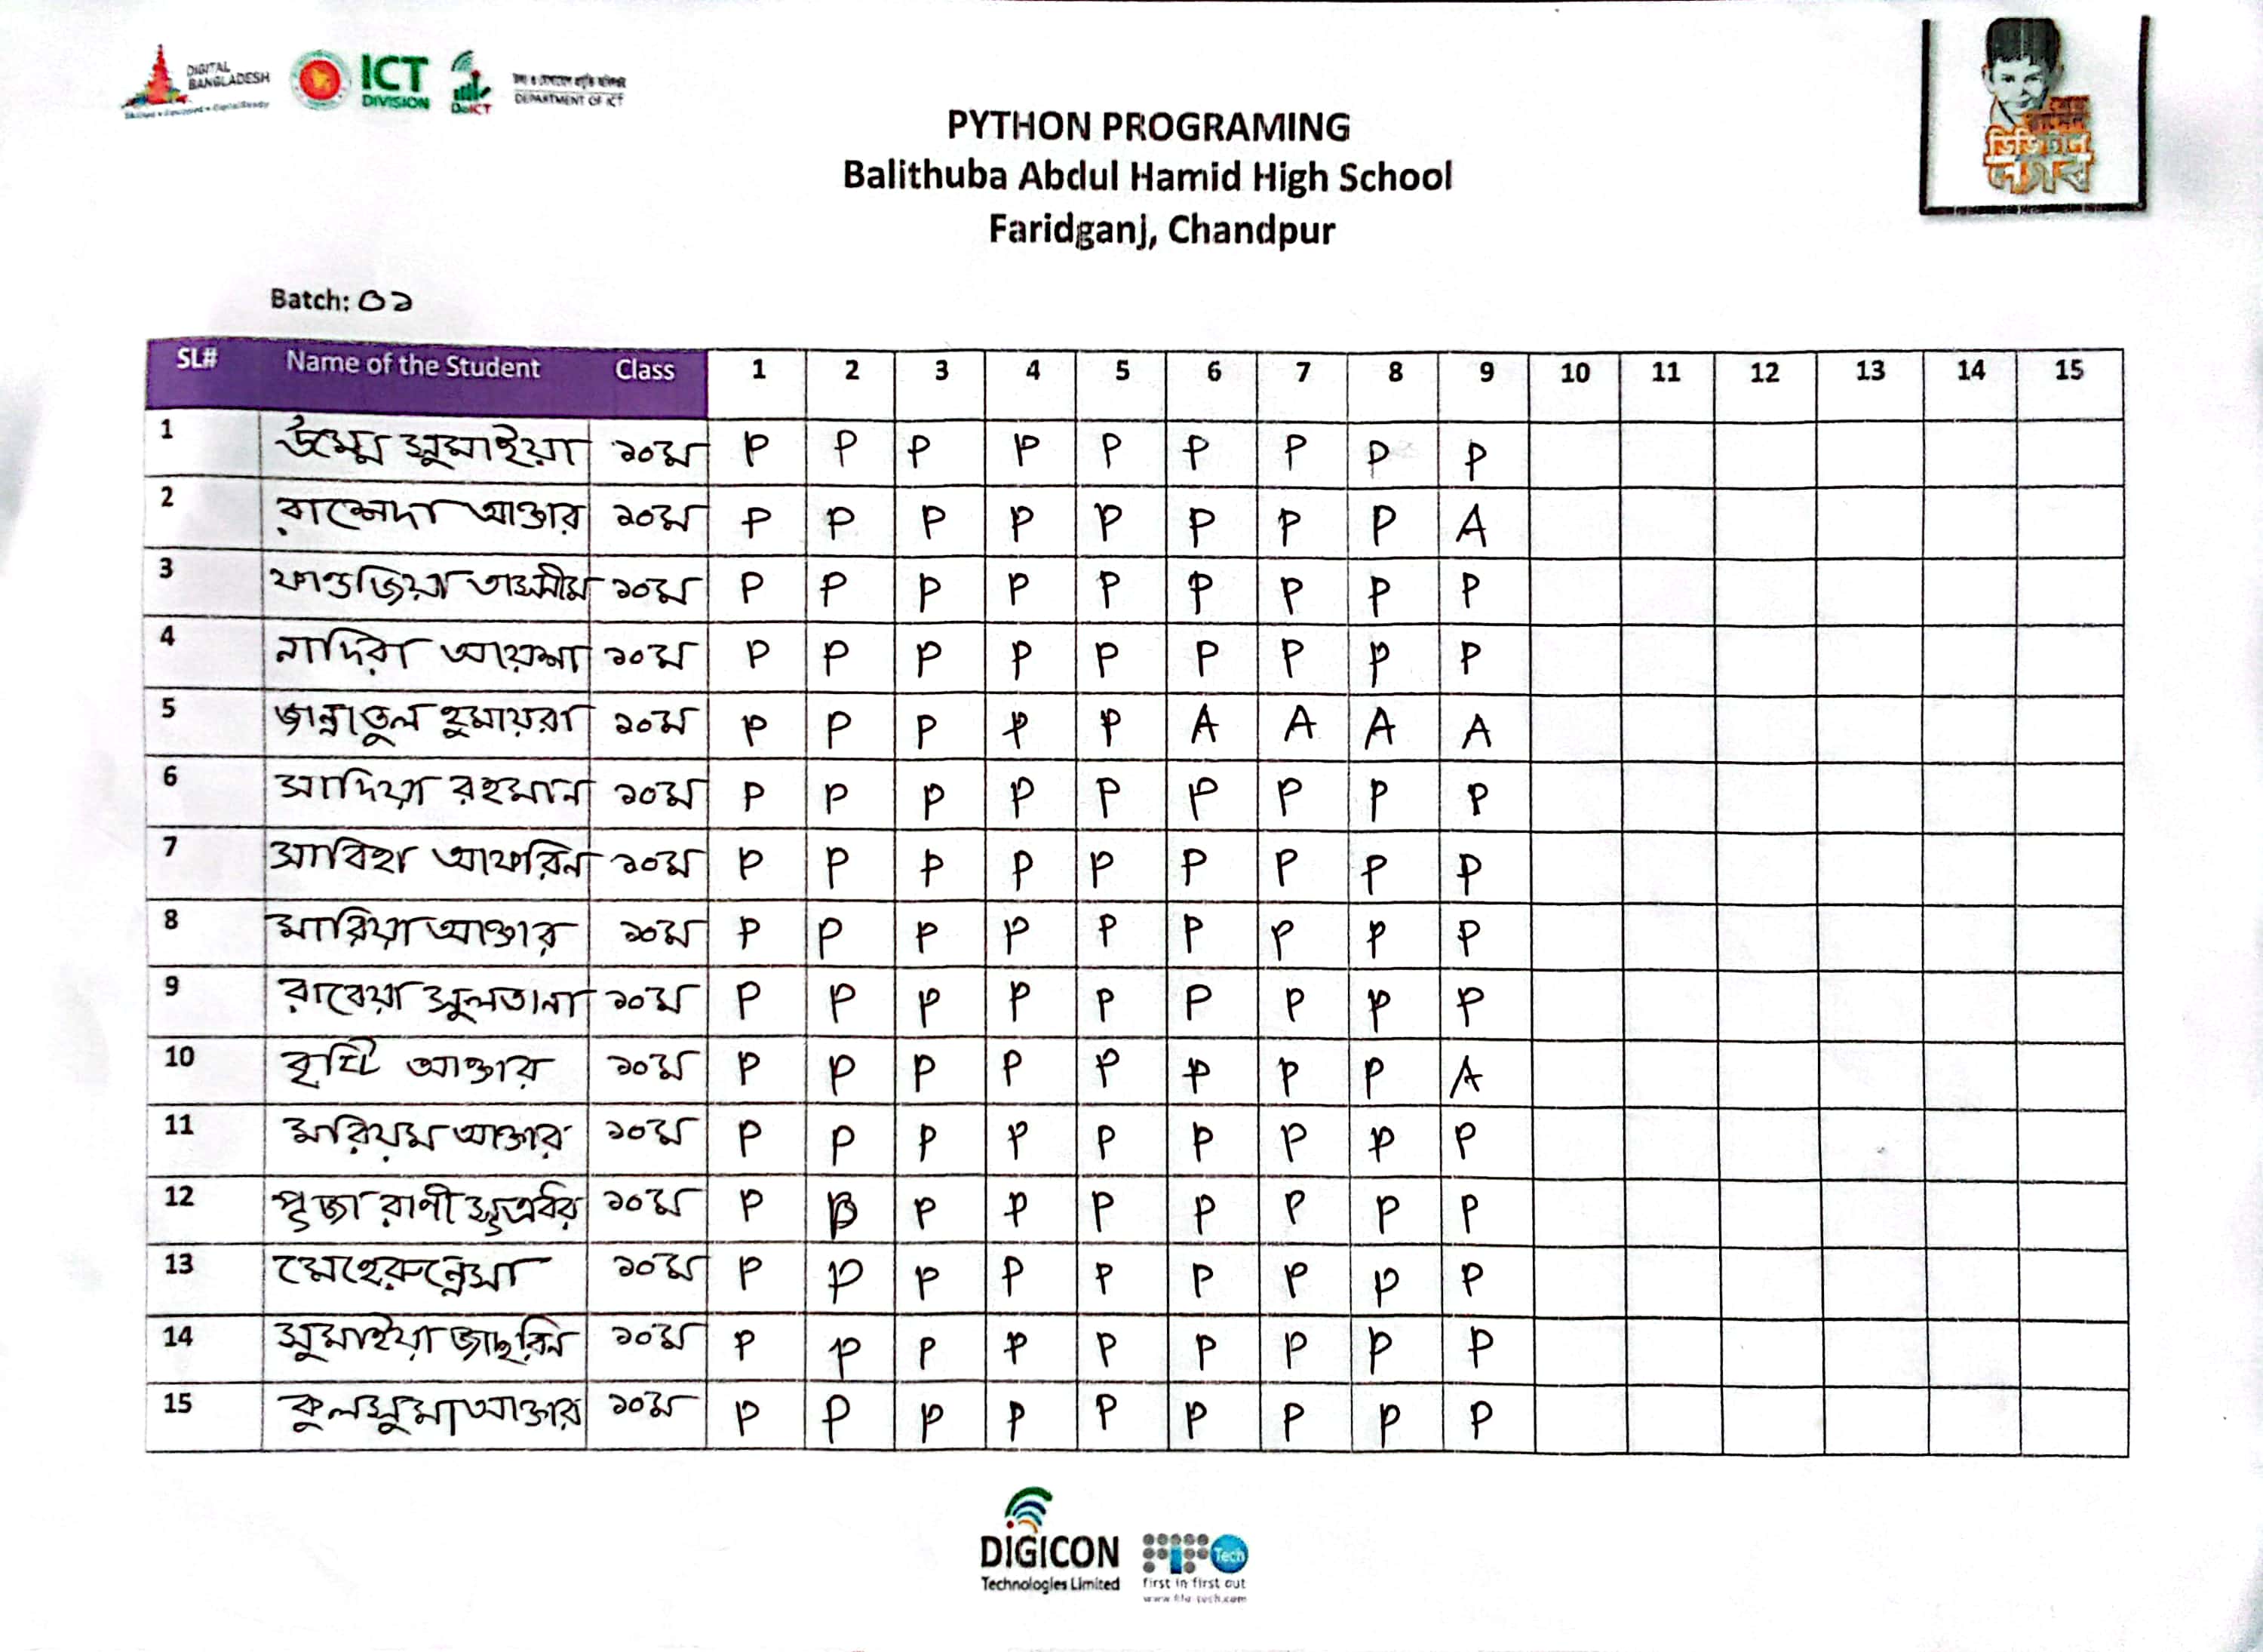 DIGITAL
BANGLADESH
ICT
DIVISION
DoICT
তথ্য ও যোগাযোগ প্রযুক্তি অধিদপ্তর
DEPARTMENT OF ICT
শেখ
রাসেল
ডিজিটাল
ল্যাব
PYTHON PROGRAMING
Balithuba Abdul Hamid High School
Faridganj, Chandpur
Batch: ০১
SL# Name of the Student Class 1 2 3 4 5 6 7 8 9 10 11 12 13 14 15
1 উম্মে সুমাইয়া ১০ম P P P P P P P P P
2 রাশেদা আক্তার ১০ম P P P P P P P P A
3 ফাওজিয়া তাসনীম ১০ম P P P P P P P P P
4 নাদিরা আয়েশা ১০ম P P P P P P P P P
5 জান্নাতুল হুমায়রা ১০ম P P P P P A A A A
6 সাদিয়া রহমান ১০ম P P P P P P P P P
7 সাবিহা আফরিন ১০ম P P P P P P P P P
8 মারিয়া আক্তার ১০ম P P P P P P P P P
9 রাবেয়া সুলতানা ১০ম P P P P P P P P P
10 বৃষ্টি আক্তার ১০ম P P P P P P P P A
11 মরিয়ম আক্তার ১০ম P P P P P P P P P
12 পূজা রাণী সূত্রধর ১০ম P P P P P P P P P
13 মেহেরুন্নেসা ১০ম P P P P P P P P P
14 সুমাইয়া জাছরিন ১০ম P P P P P P P P P
15 কুলসুমা আক্তার ১০ম P P P P P P P P P
DIGICON
Technologies Limited
FIFO Tech
first in first out
www.fifo-tech.com